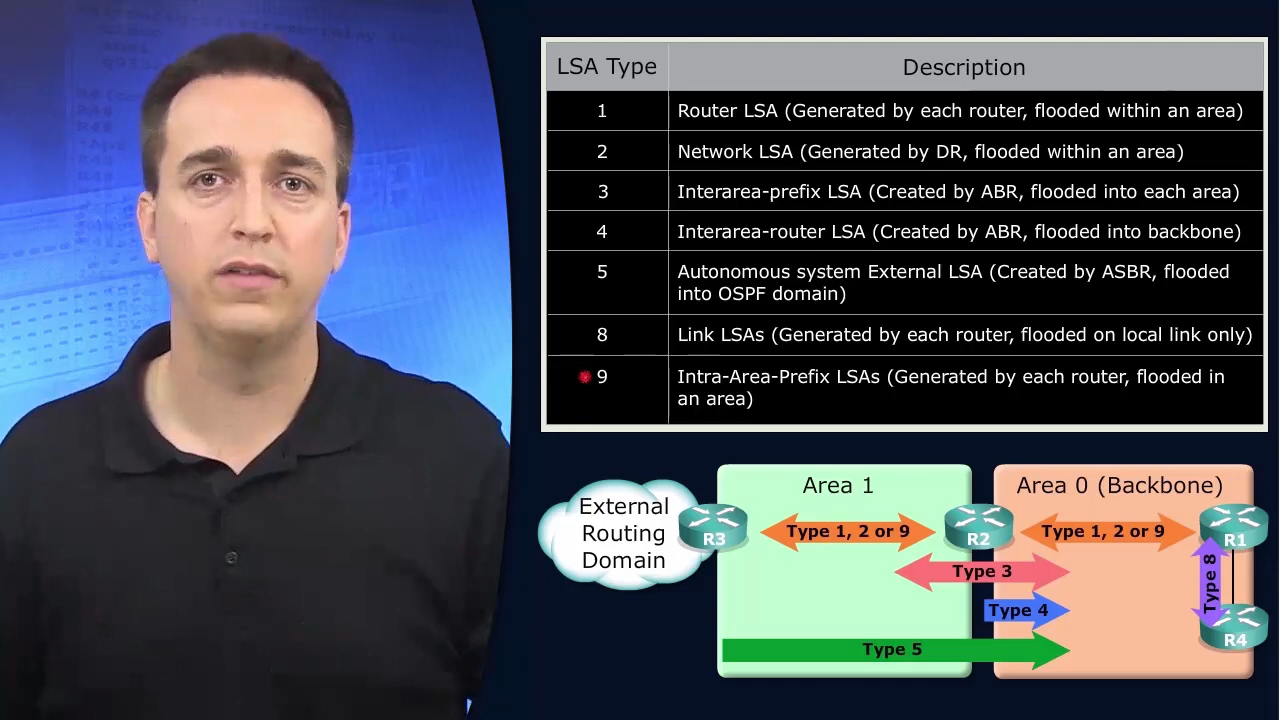 LSA Type
Description
1
Router LSA (Generated by each router, flooded within an area)
2
Network LSA (Generated by DR, flooded within an area)
3
Interarea-prefix LSA (Created by ABR, flooded into each area)
4
Interarea-router LSA (Created by ABR, flooded into backbone)
5
Autonomous system External LSA (Created by ASBR, flooded
into OSPF domain)
8
Link LSAs (Generated by each router, flooded on local link only)
9
Intra-Area-Prefix LSAs (Generated by each router, flooded in
an area)
External
Routing
Domain
R3
Area 1
Type 1, 2 or 9
R2
Area 0 (Backbone)
Type 1, 2 or 9
R1
Type 3
Type 8
Type 4
R4
Type 5